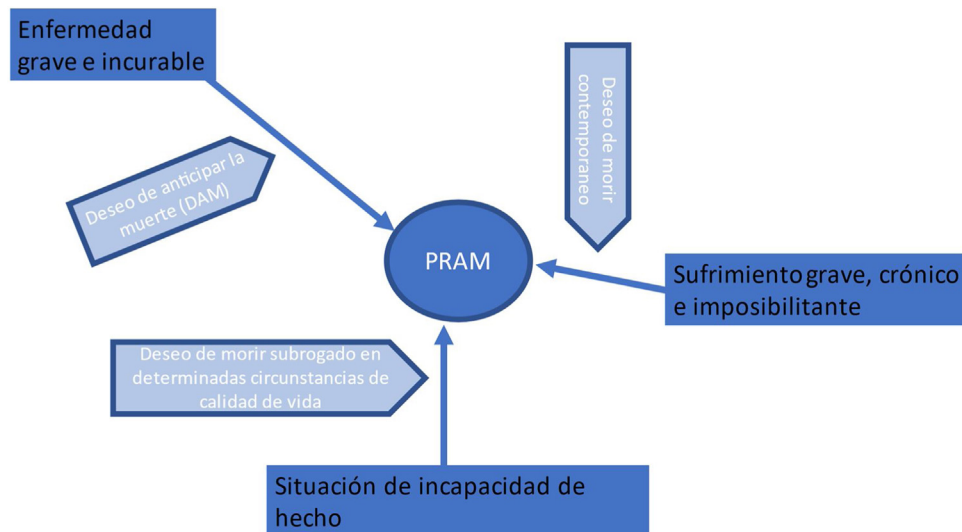 Enfermedad
grave e incurable
Deseo de morir
contemporaneo
Deseo de anticipar la
muerte (DAM)
PRAM
Sufrimiento grave, crónico
e imposibilitante
Deseo de morir subrogado en
determinadas circunstancias de
calidad de vida
Situación de incapacidad de
hecho